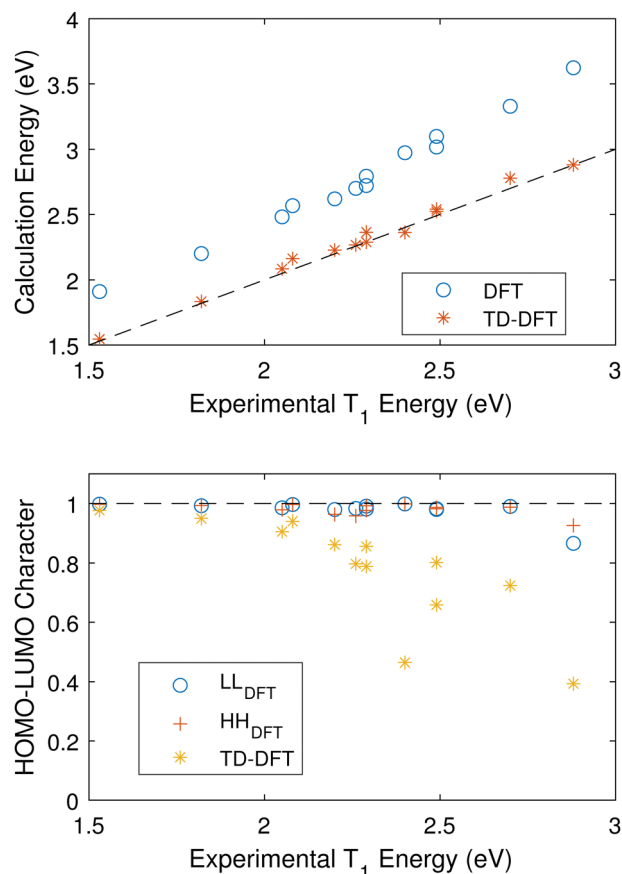 4
3.5
3
2.5
2
1.5
Calculation Energy (eV)
DFT
TD-DFT
1.5 2 2.5 3
Experimental T1 Energy (eV)
1
0.8
0.6
0.4
0.2
0
HOMO-LUMO Character
LLDFT
HHDFT
TD-DFT
1.5 2 2.5 3
Experimental T1 Energy (eV)